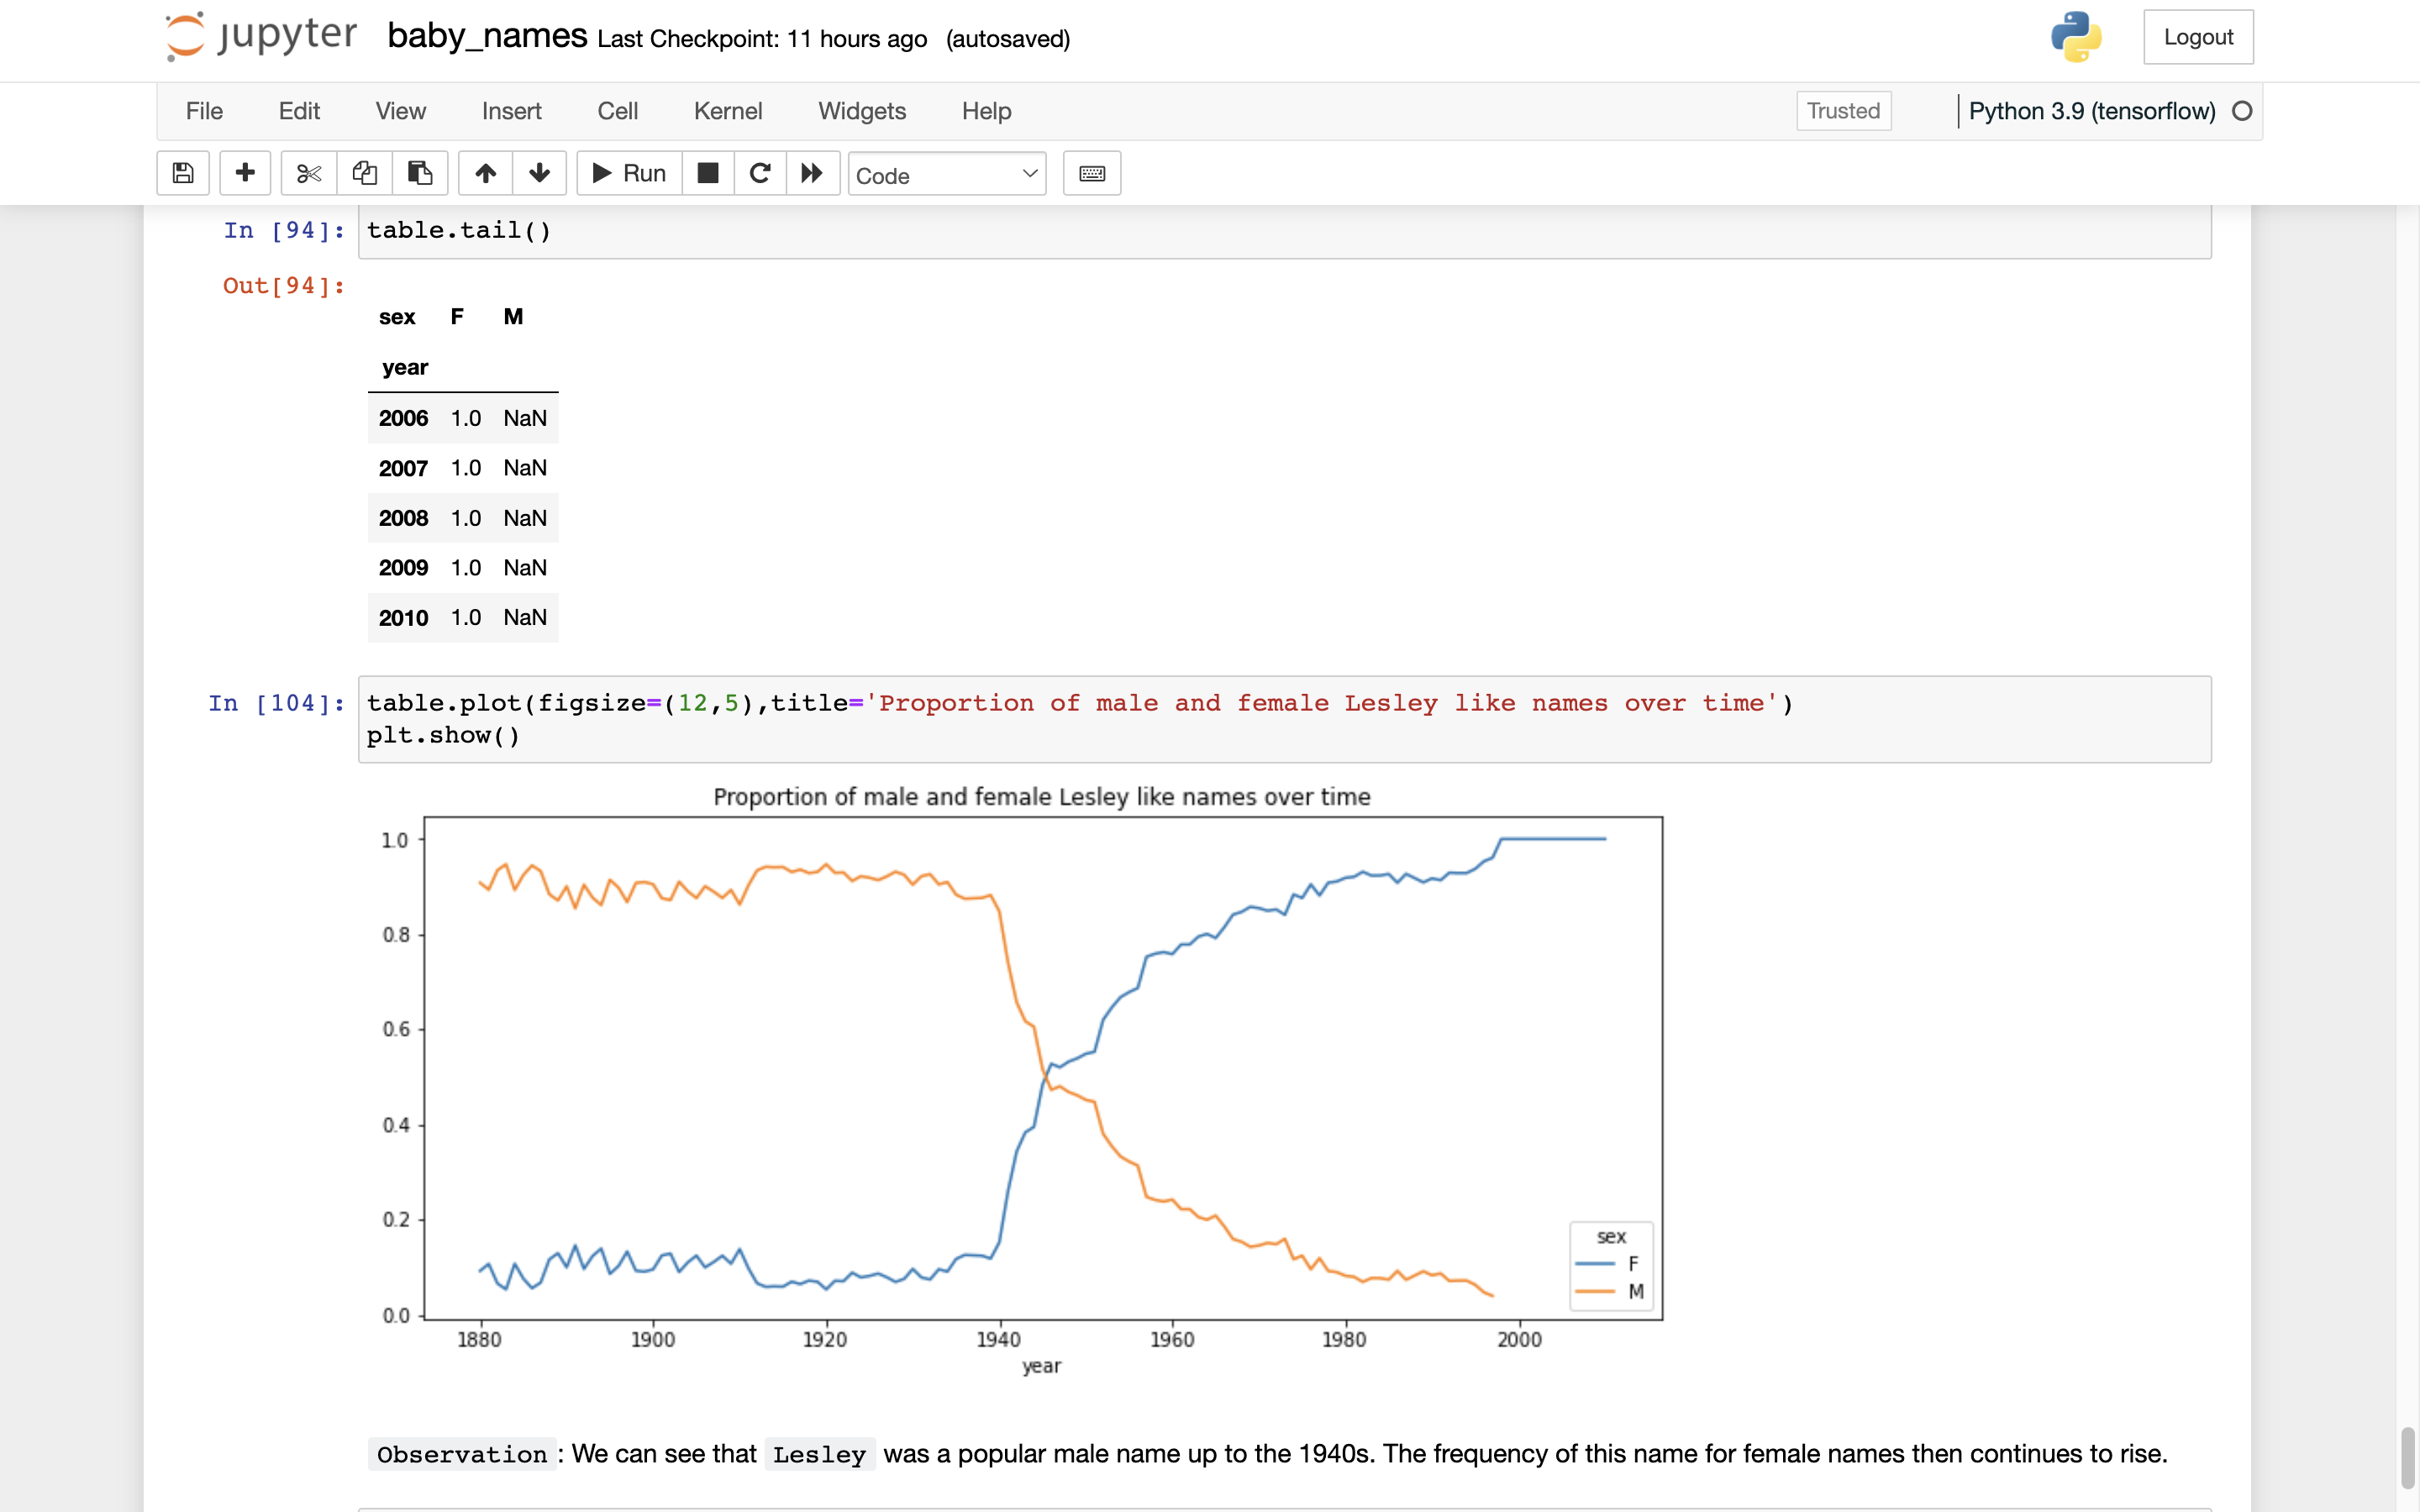 jupyter baby_names Last Checkpoint: 11 hours ago (autosaved) Logout
File Edit View Insert Cell Kernel Widgets Help Trusted Python 3.9 (tensorflow)
Run Code
In [94]: table.tail()
Out[94]:
sex F M
year
2006 1.0 NaN
2007 1.0 NaN
2008 1.0 NaN
2009 1.0 NaN
2010 1.0 NaN
In [104]: table.plot(figsize=(12,5),title='Proportion of male and female Lesley like names over time')
plt.show()
Proportion of male and female Lesley like names over time
1.0
0.8
0.6
0.4
0.2
0.0
sex
F
M
1880 1900 1920 1940 1960 1980 2000
year
Observation : We can see that Lesley was a popular male name up to the 1940s. The frequency of this name for female names then continues to rise.